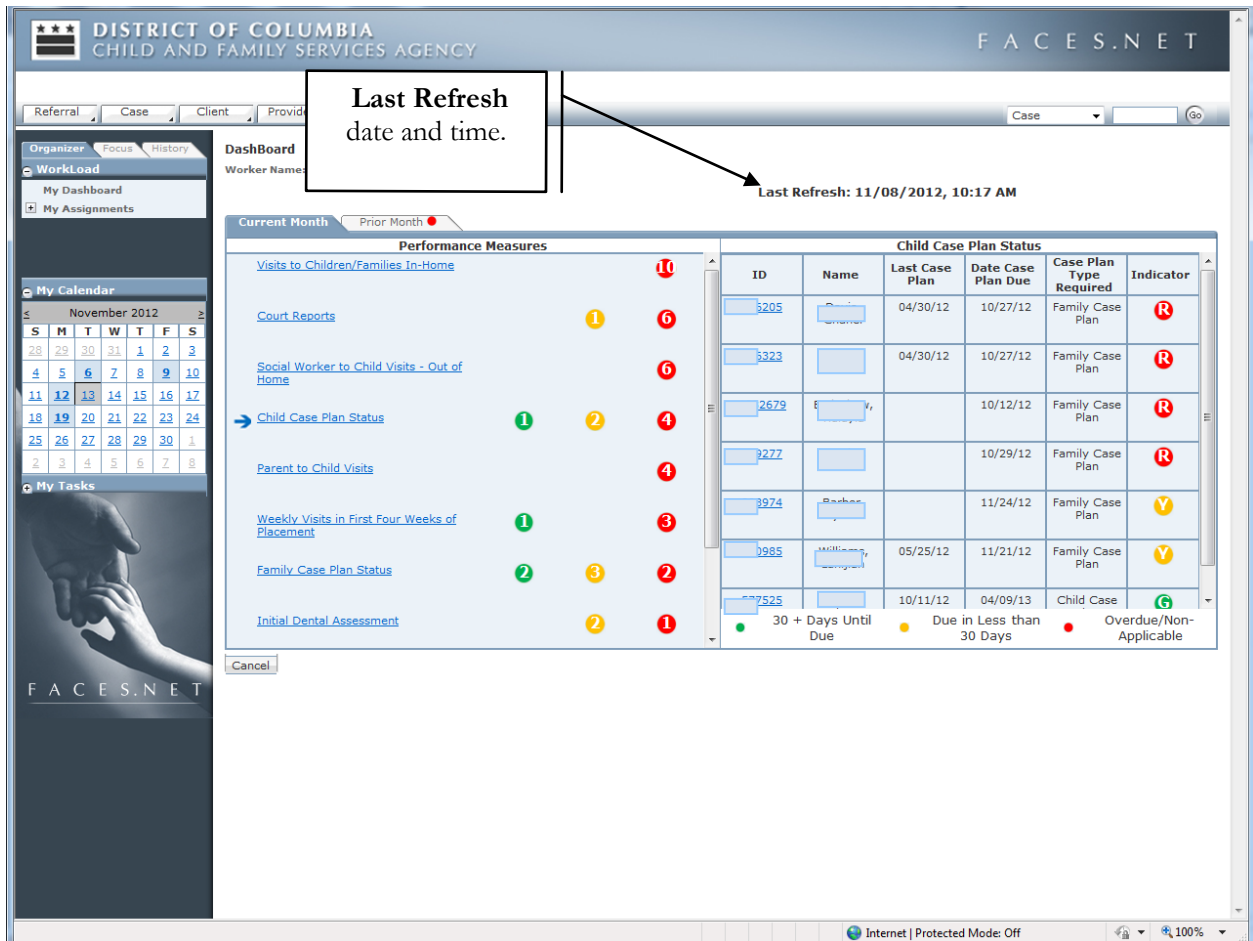 DISTRICT OF COLUMBIA
CHILD AND FAMILY SERVICES AGENCY
FACES.NET
Last Refresh
date and time.
Referral Case Client
Case Go
Organizer Focus History
WorkLoad
My Dashboard
My Assignments
DashBoard
Worker Name:
Last Refresh: 11/08/2012, 10:17 AM
Current Month Prior Month
My Calendar
< November 2012 >
S M T W T F S
28 29 30 31 1 2 3
4 5 6 7 8 9 10
11 12 13 14 15 16 17
18 19 20 21 22 23 24
25 26 27 28 29 30 1
2 3 4 5 6 7 8
My Tasks
FACES.NET
Performance Measures
Visits to Children/Families In-Home 10
Court Reports 1 6
Social Worker to Child Visits - Out of
Home 6
Child Case Plan Status 1 2 4
Parent to Child Visits 4
Weekly Visits in First Four Weeks of
Placement 1 3
Family Case Plan Status 2 3 2
Initial Dental Assessment 2 1
Child Case Plan Status
ID Name Last Case
Plan Date Case
Plan Due Case Plan
Type
Required Indicator
04/30/12 10/27/12 Family Case
Plan R
04/30/12 10/27/12 Family Case
Plan R
2679 10/12/12 Family Case
Plan R
10/29/12 Family Case
Plan R
11/24/12 Family Case
Plan Y
05/25/12 11/21/12 Family Case
Plan Y
10/11/12 04/09/13 Child Case G
30 + Days Until
Due
Due in Less than
30 Days
Overdue/Non-
Applicable
Cancel
Internet | Protected Mode: Off 100%